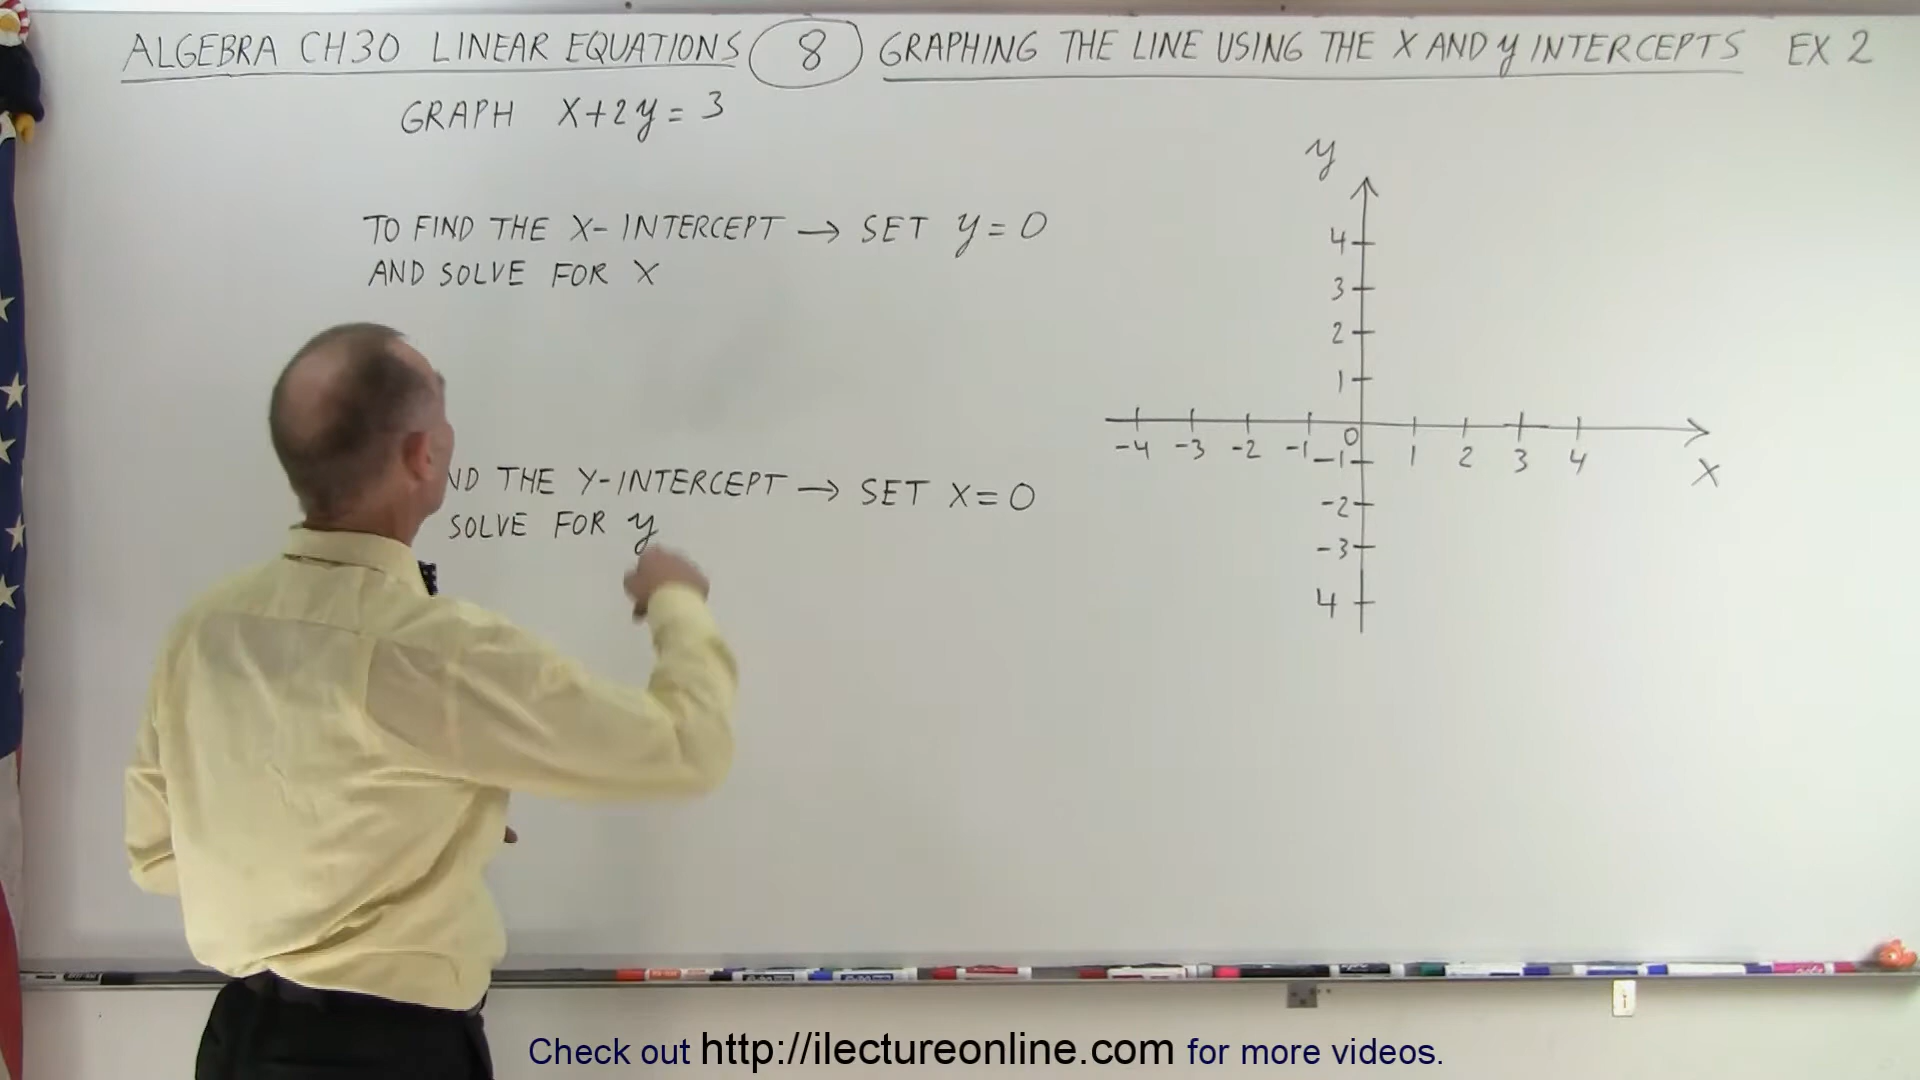 ALGEBRA CH30 LINEAR EQUATIONS 8 GRAPHING THE LINE USING THE X AND y INTERCEPTS EX 2
GRAPH X+2y=3
TO FIND THE X-INTERCEPT → SET y=0
AND SOLVE FOR X
THE Y-INTERCEPT → SET X=0
SOLVE FOR y
y
4
3
2
1
-4 -3 -2 -1 0 1 2 3 4
X
-1
-2
-3
4
Check out http://ilectureonline.com for more videos.